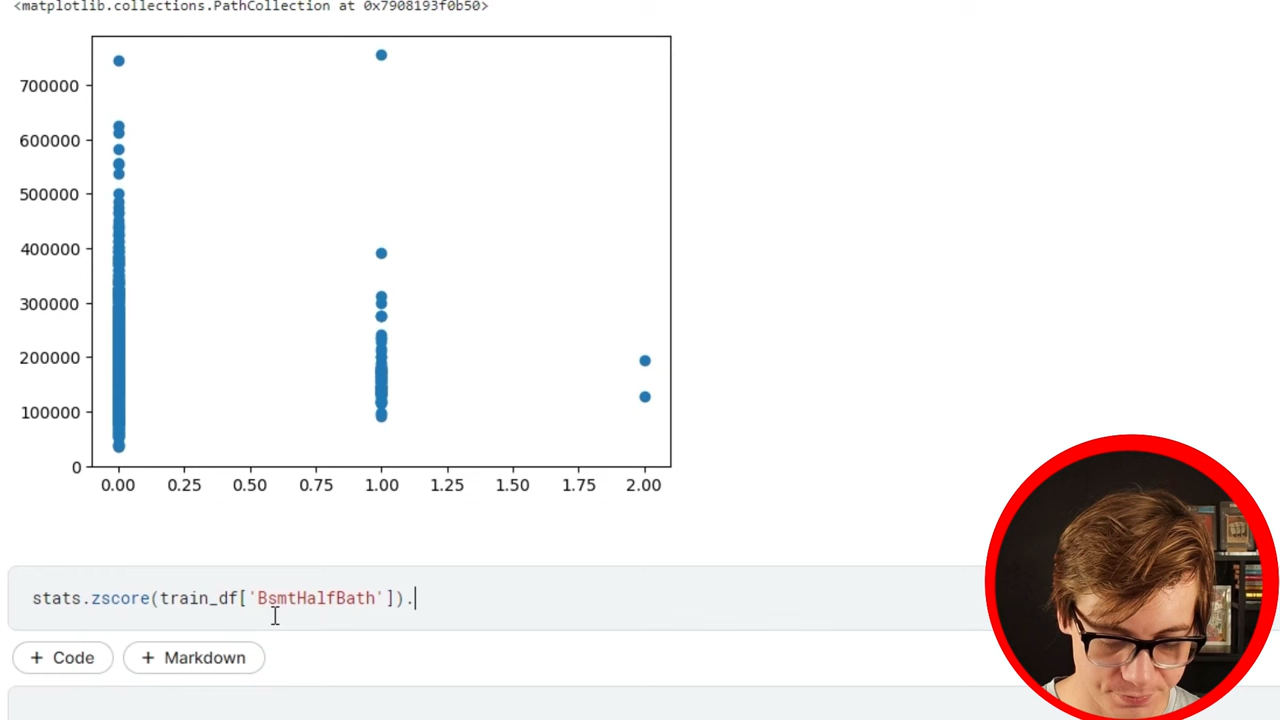 <matplotlib.collections.PathCollection at 0x7908193f0b50>
700000
600000
500000
400000
300000
200000
100000
0
0.00 0.25 0.50 0.75 1.00 1.25 1.50 1.75 2.00
stats.zscore(train_df['BsmtHalfBath']).
+ Code + Markdown